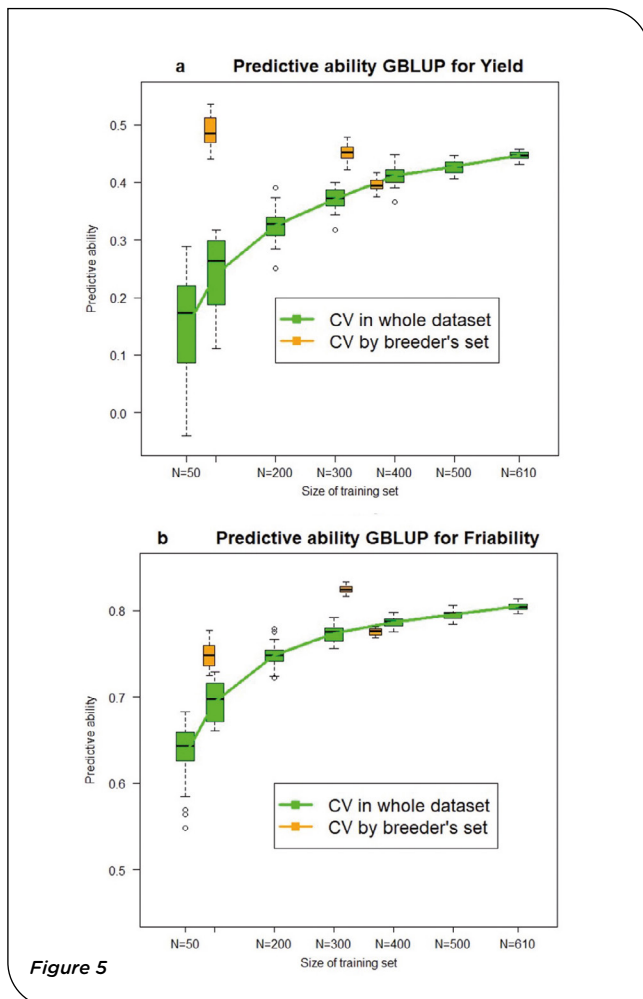 a Predictive ability GBLUP for Yield
Predictive ability
0.5
0.4
0.3
0.2
0.1
0.0
CV in whole dataset
CV by breeder's set
N=50 N=200 N=300 N=400 N=500 N=610
Size of training set
b Predictive ability GBLUP for Friability
Predictive ability
0.8
0.7
0.6
0.5
CV in whole dataset
CV by breeder's set
N=50 N=200 N=300 N=400 N=500 N=610
Size of training set
Figure 5